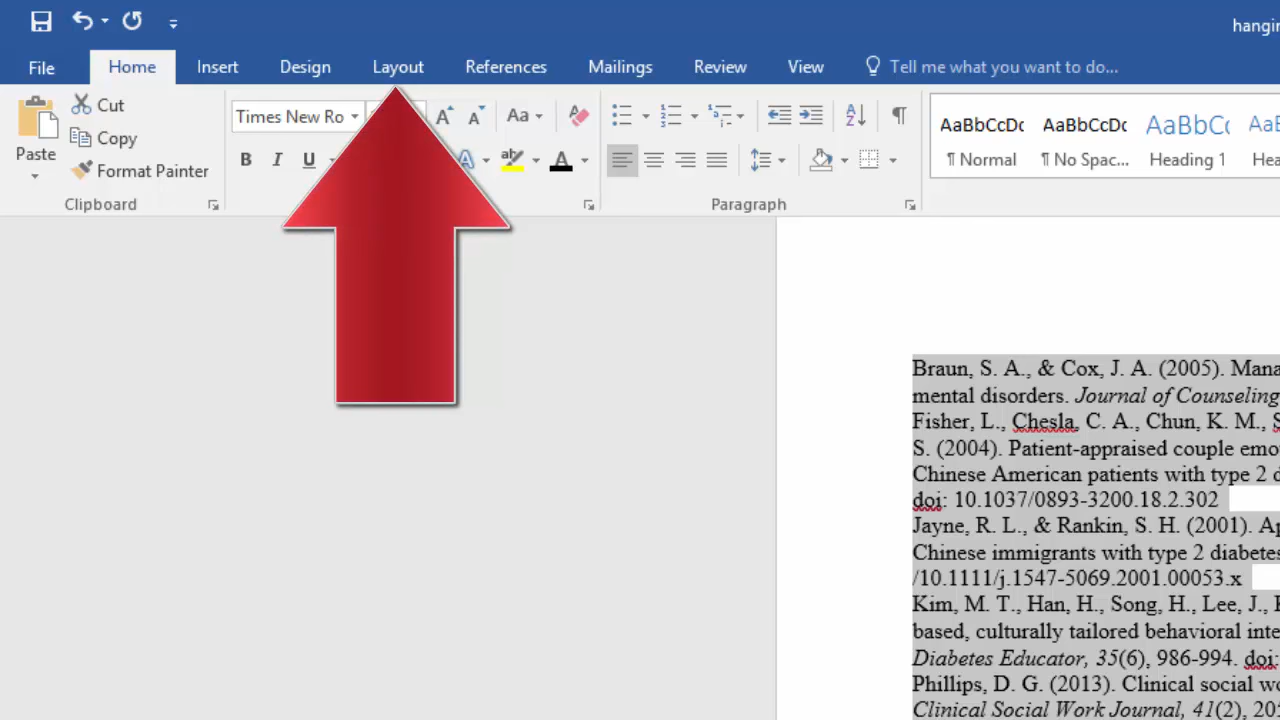 hangin
File Home Insert Design Layout References Mailings Review View Tell me what you want to do...
Paste
Cut
Copy
Format Painter
Clipboard
Times New Ro
Aa
B I U
Paragraph
AaBbCcDc AaBbCcDc AaBbCc AaB
¶ Normal ¶ No Spac... Heading 1 Hea
Braun, S. A., & Cox, J. A. (2005). Mana
mental disorders. Journal of Counseling
Fisher, L., Chesla, C. A., Chun, K. M., S
S. (2004). Patient-appraised couple emo
Chinese American patients with type 2 d
doi: 10.1037/0893-3200.18.2.302
Jayne, R. L., & Rankin, S. H. (2001). Ap
Chinese immigrants with type 2 diabetes
/10.1111/j.1547-5069.2001.00053.x
Kim, M. T., Han, H., Song, H., Lee, J., K
based, culturally tailored behavioral inte
Diabetes Educator, 35(6), 986-994. doi:
Phillips, D. G. (2013). Clinical social wo
Clinical Social Work Journal, 41(2), 20